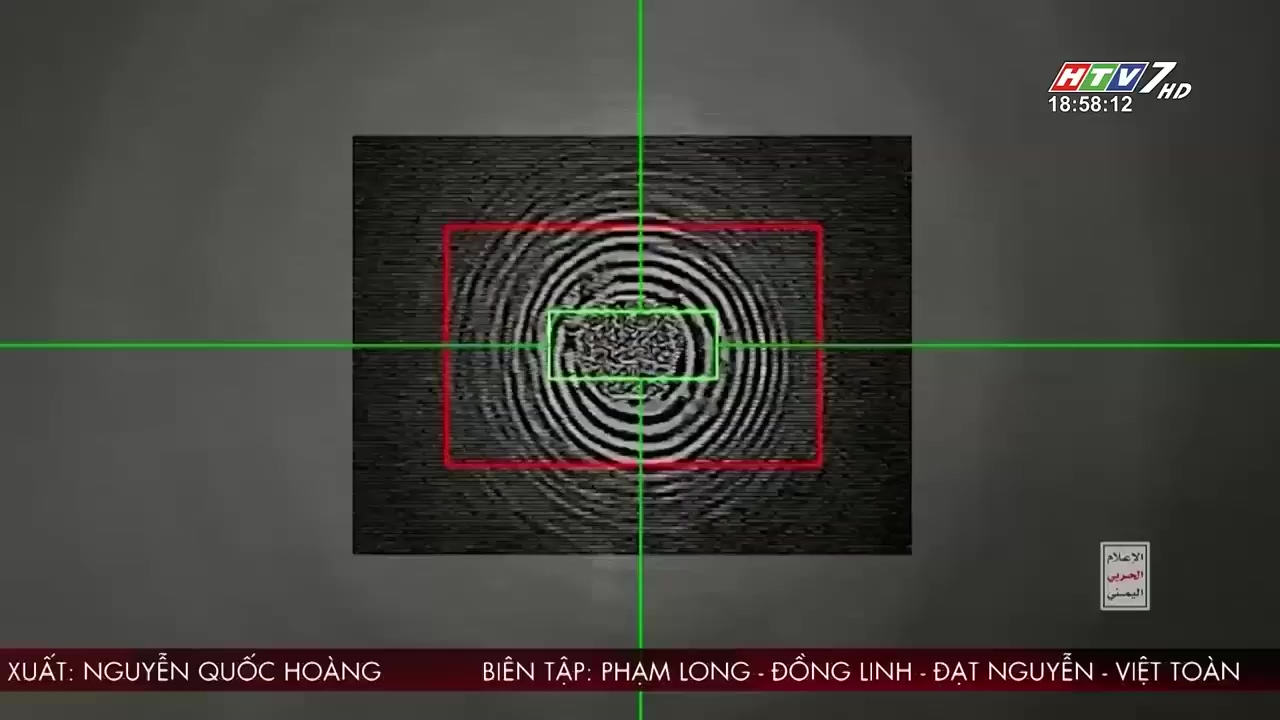 HTV7 HD
18:58:12
الإعلام
الحربي
اليمني
XUẤT: NGUYỄN QUỐC HOÀNG BIÊN TẬP: PHẠM LONG - ĐỒNG LINH - ĐẠT NGUYỄN - VIỆT TOÀN